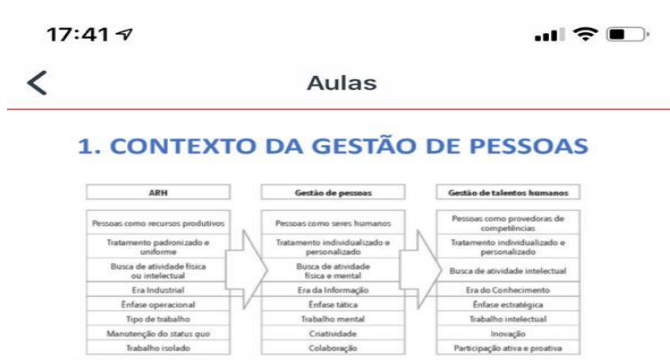 17:41
Aulas
1. CONTEXTO DA GESTÃO DE PESSOAS
ARH
Pessoas como recursos produtivos
Tratamento padronizado e
uniforme
Busca de atividade física
ou intelectual
Era Industrial
Ênfase operacional
Tipo de trabalho
Manutenção do status quo
Trabalho isolado
Gestão de pessoas
Pessoas como seres humanos
Tratamento individualizado e
personalizado
Busca de atividade
física e mental
Era da Informação
Ênfase tática
Trabalho mental
Criatividade
Colaboração
Gestão de talentos humanos
Pessoas como provedoras de
competências
Tratamento individualizado e
personalizado
Busca de atividade intelectual
Era do Conhecimento
Ênfase estratégica
Trabalho intelectual
Inovação
Participação ativa e proativa